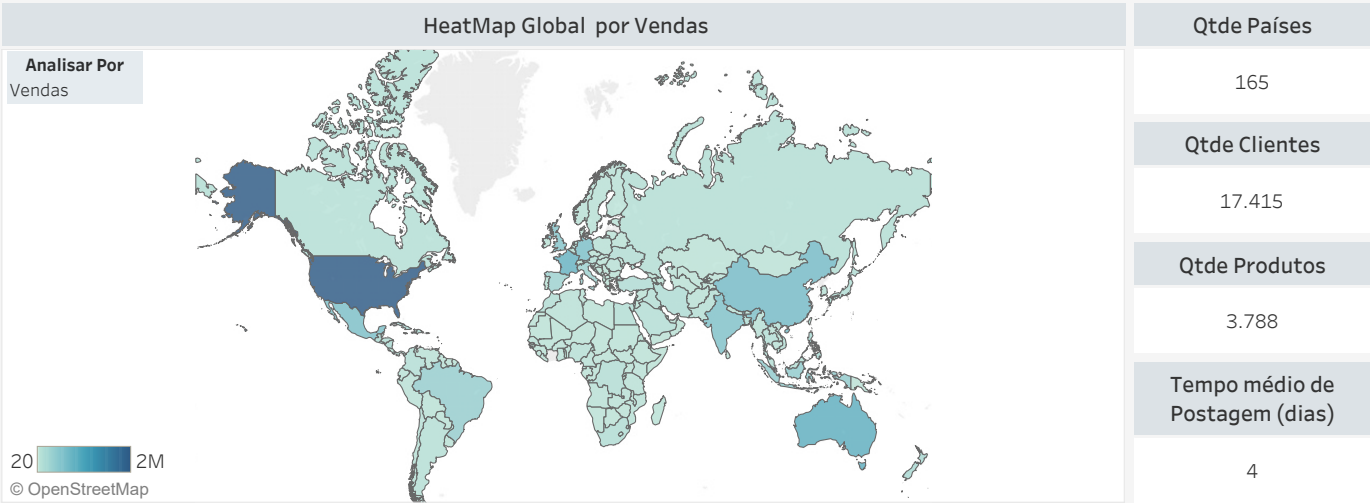 HeatMap Global por Vendas
Analisar Por
Vendas
20
2M
© OpenStreetMap
Qtde Países
165
Qtde Clientes
17.415
Qtde Produtos
3.788
Tempo médio de
Postagem (dias)
4